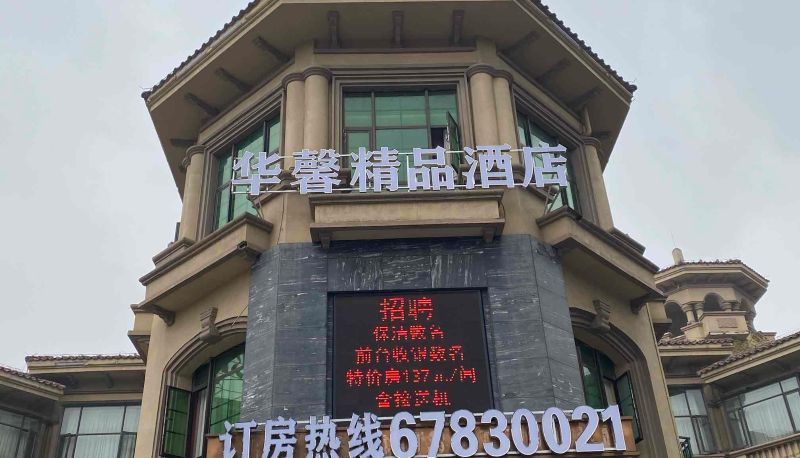 华馨精品酒店
招聘
保洁数名
前台收银数名
特价房137元/间
含接送机
订房热线67830021